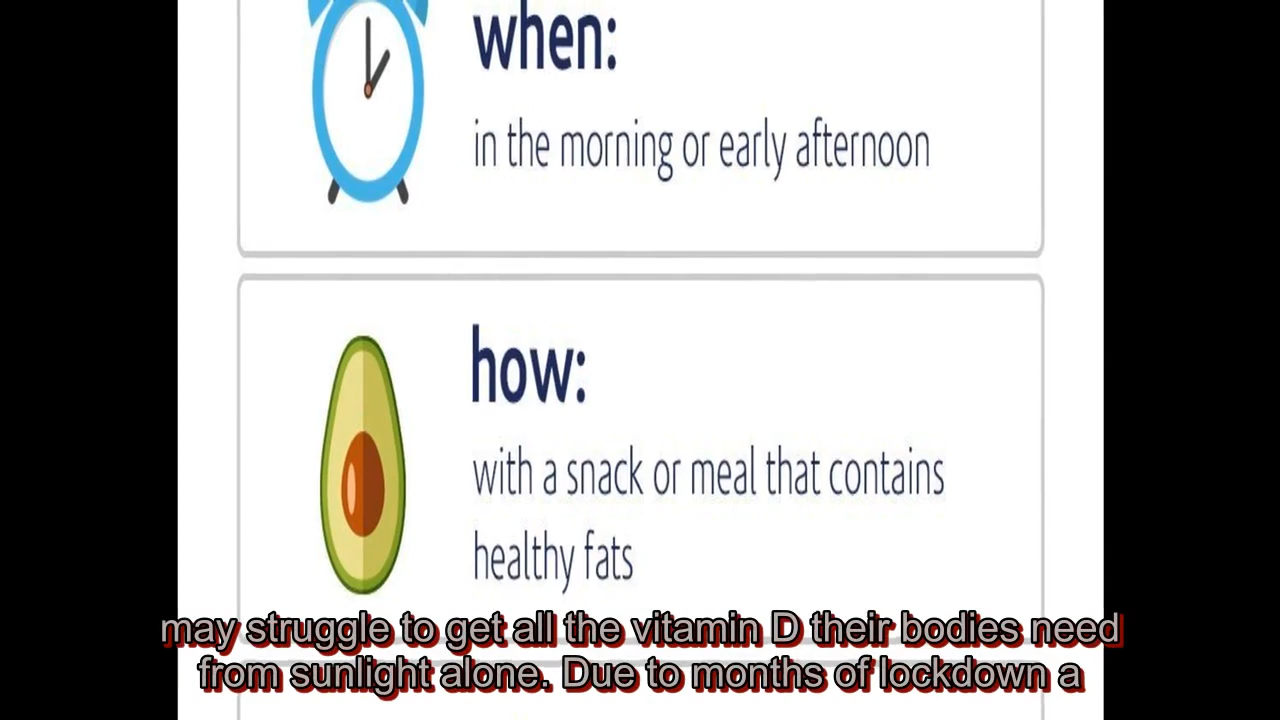 when:
in the morning or early afternoon
how:
with a snack or meal that contains
healthy fats
may struggle to get all the vitamin D their bodies need
from sunlight alone. Due to months of lockdown a